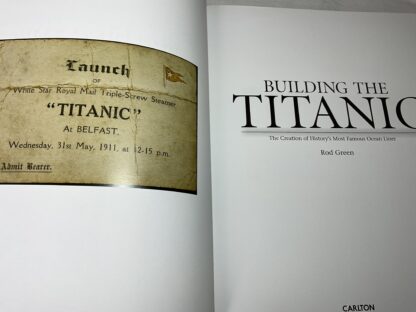 Launch
OF
White Star Royal Mail Triple-Screw Steamer
"TITANIC"
At BELFAST,
Wednesday, 31st May, 1911, at 12-15 p.m.
Admit Bearer.
BUILDING THE
TITANIC
The Creation of History's Most Famous Ocean Liner
Rod Green
CARLTON